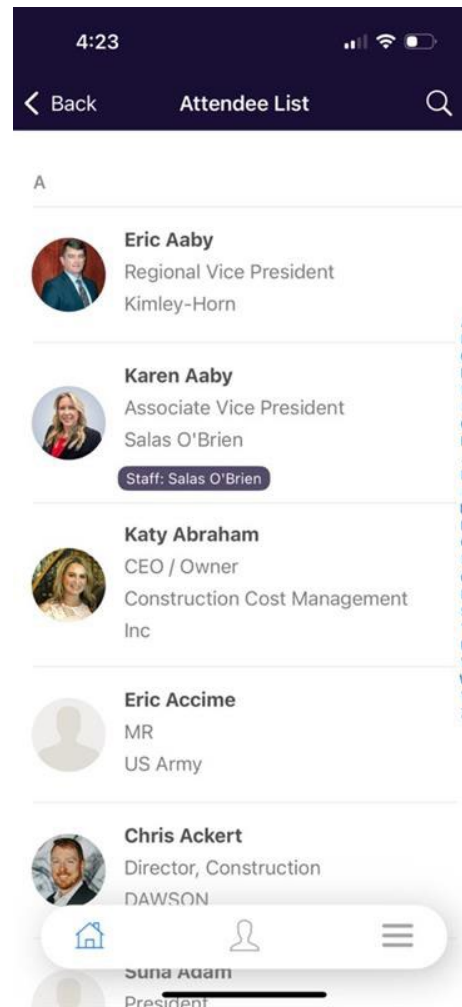 4:23
Back Attendee List
A
Eric Aaby
Regional Vice President
Kimley-Horn
Karen Aaby
Associate Vice President
Salas O'Brien
Staff: Salas O'Brien
Katy Abraham
CEO / Owner
Construction Cost Management
Inc
Eric Accime
MR
US Army
Chris Ackert
Director, Construction
DAWSON
Suha Adam
President